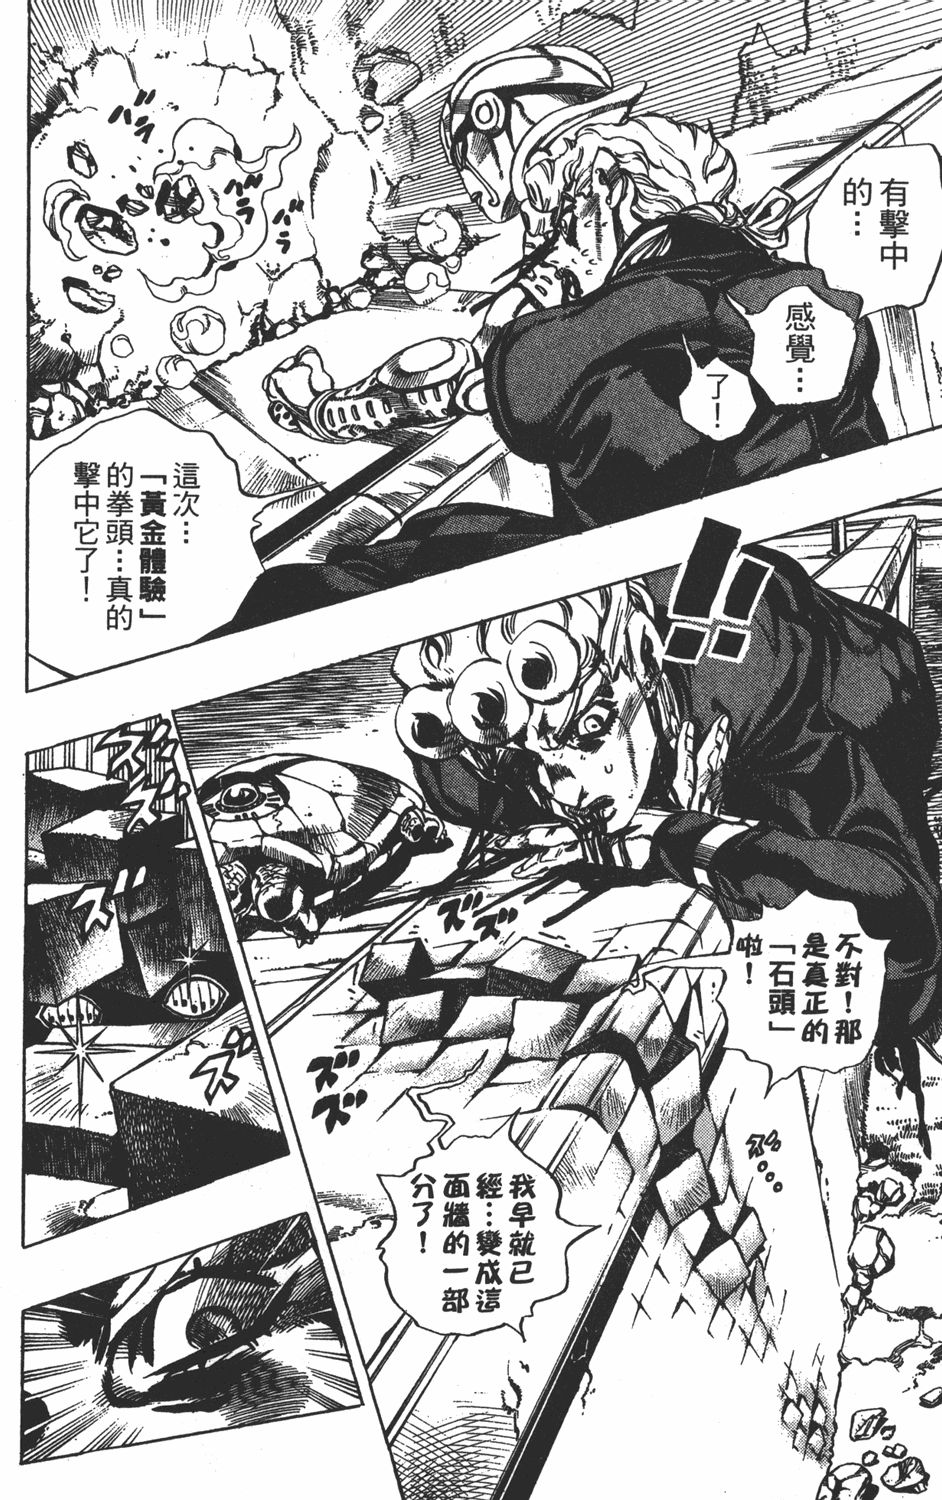 有擊中
的…
感覺…
了！
這次…
「黃金體驗」
的拳頭…真的
擊中它了！
不對！那
是真正的
「石頭」
啦！
我早就已
經…變成這
面牆的一部
分了！